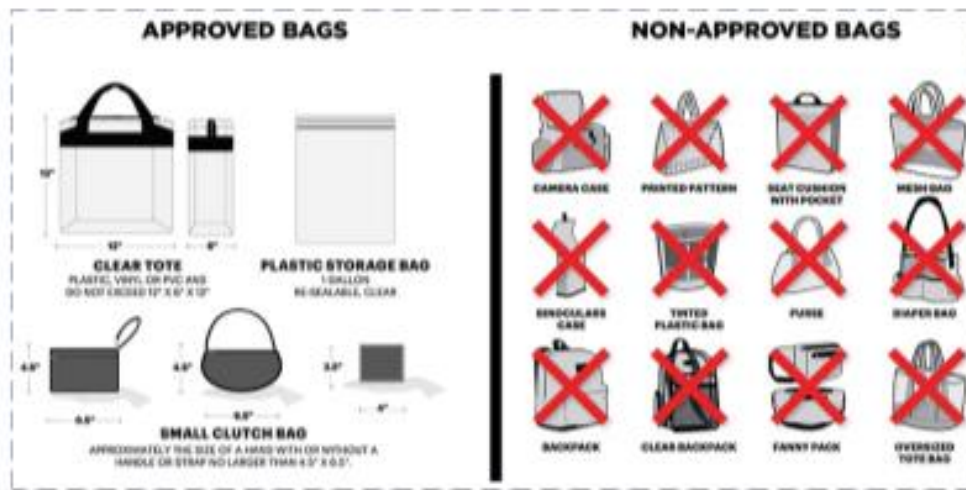 APPROVED BAGS
12"
12"
6"
CLEAR TOTE
PLASTIC, VINYL OR PVC AND
DO NOT EXCEED 12" X 6" X 12"
PLASTIC STORAGE BAG
1 GALLON
RE-SEALABLE, CLEAR
4.5"
6.5"
4.5"
6.5"
SMALL CLUTCH BAG
APPROXIMATELY THE SIZE OF A HAND WITH OR WITHOUT A
HANDLE OR STRAP NO LARGER THAN 4.5" X 6.5".
NON-APPROVED BAGS
CAMERA CASE
PRINTED PATTERN
SEAT CUSHION
WITH POCKET
MESH BAG
BINOCULARS
CASE
TINTED
PLASTIC BAG
PURSE
DIAPER BAG
BACKPACK
CLEAR BACKPACK
FANNY PACK
OVERSIZED
TOTE BAG